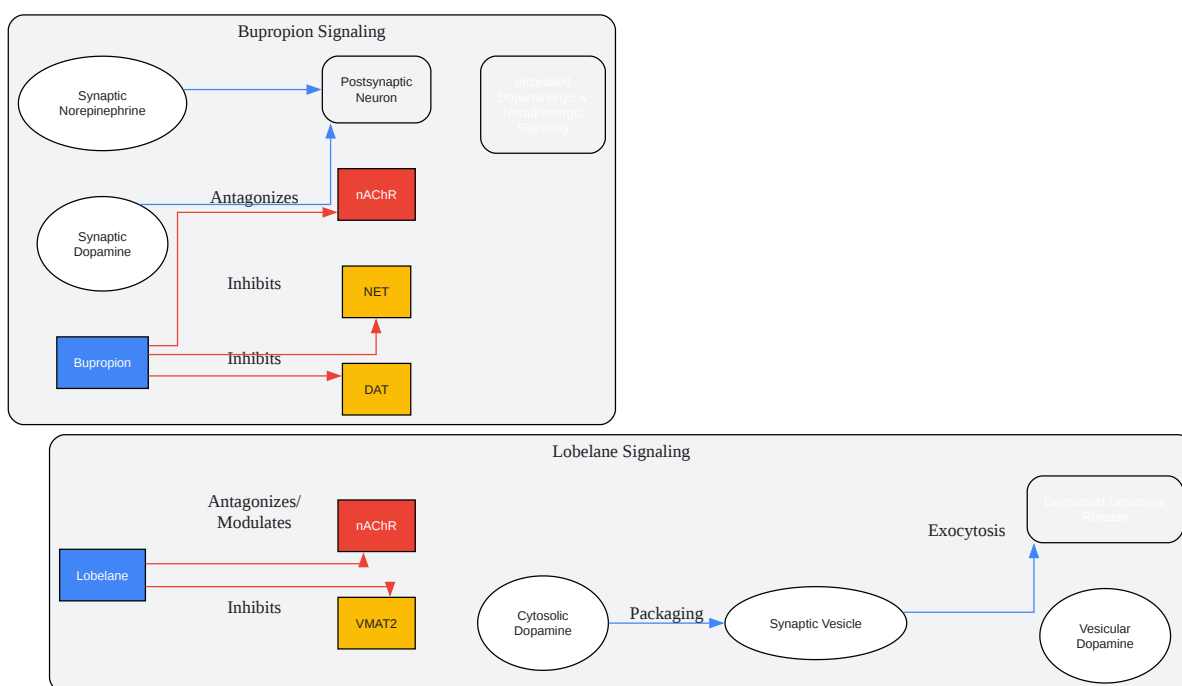 Bupropion Signaling
Synaptic
Norepinephrine
Postsynaptic
Neuron
Increased
Dopaminergic &
Noradrenergic
Signaling
Antagonizes
nAChR
Synaptic
Dopamine
Inhibits
NET
Bupropion
Inhibits
DAT
Lobelane Signaling
Antagonizes/
Modulates
nAChR
Decreased Dopamine
Release
Exocytosis
Lobelane
Inhibits
VMAT2
Cytosolic
Dopamine
Packaging
Synaptic Vesicle
Vesicular
Dopamine